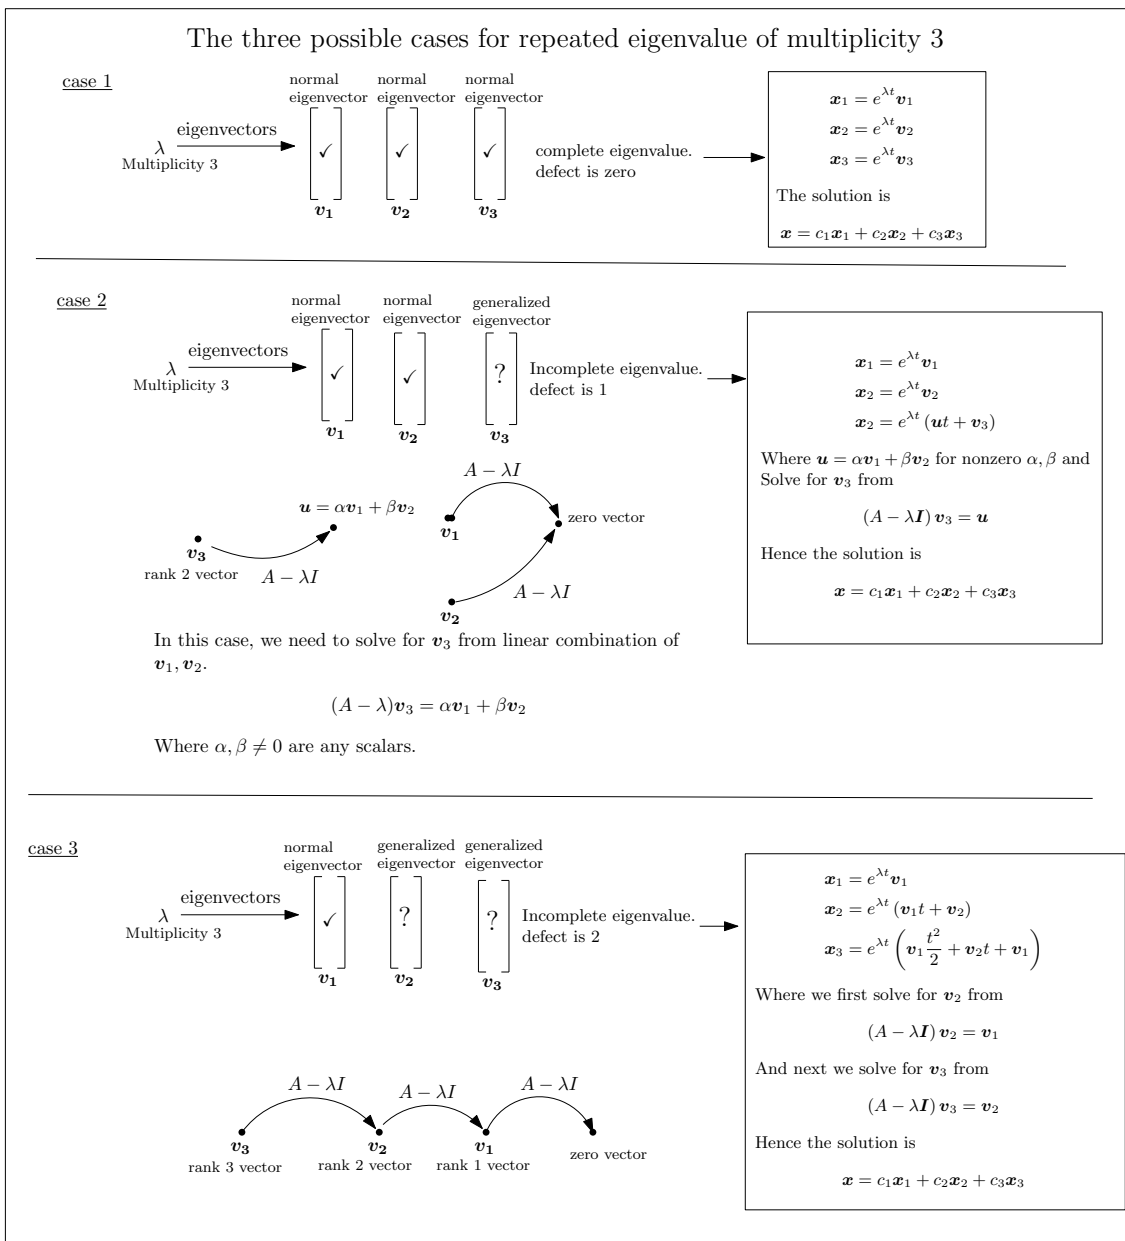 The three possible cases for repeated eigenvalue of multiplicity 3
case 1
normal eigenvector
normal eigenvector
normal eigenvector
eigenvectors
λ
Multiplicity 3
✓ ✓ ✓
v₁ v₂ v₃
complete eigenvalue.
defect is zero
x₁ = e^{λt} v₁
x₂ = e^{λt} v₂
x₃ = e^{λt} v₃
The solution is
x = c₁x₁ + c₂x₂ + c₃x₃
case 2
normal eigenvector
normal eigenvector
generalized eigenvector
eigenvectors
λ
Multiplicity 3
✓ ✓ ?
v₁ v₂ v₃
Incomplete eigenvalue.
defect is 1
x₁ = e^{λt} v₁
x₂ = e^{λt} v₂
x₂ = e^{λt} (ut + v₃)
Where u = αv₁ + βv₂ for nonzero α, β and
Solve for v₃ from
(A − λI) v₃ = u
Hence the solution is
x = c₁x₁ + c₂x₂ + c₃x₃
A − λI
u = αv₁ + βv₂
v₁
zero vector
v₃
rank 2 vector
A − λI
A − λI
v₂
In this case, we need to solve for v₃ from linear combination of
v₁, v₂.
(A − λ)v₃ = αv₁ + βv₂
Where α, β ≠ 0 are any scalars.
case 3
normal eigenvector
generalized eigenvector
generalized eigenvector
eigenvectors
λ
Multiplicity 3
✓ ? ?
v₁ v₂ v₃
Incomplete eigenvalue.
defect is 2
x₁ = e^{λt} v₁
x₂ = e^{λt} (v₁t + v₂)
x₃ = e^{λt} (v₁ t²/2 + v₂t + v₁)
Where we first solve for v₂ from
(A − λI) v₂ = v₁
And next we solve for v₃ from
(A − λI) v₃ = v₂
Hence the solution is
x = c₁x₁ + c₂x₂ + c₃x₃
A − λI A − λI A − λI
v₃ v₂ v₁ zero vector
rank 3 vector rank 2 vector rank 1 vector